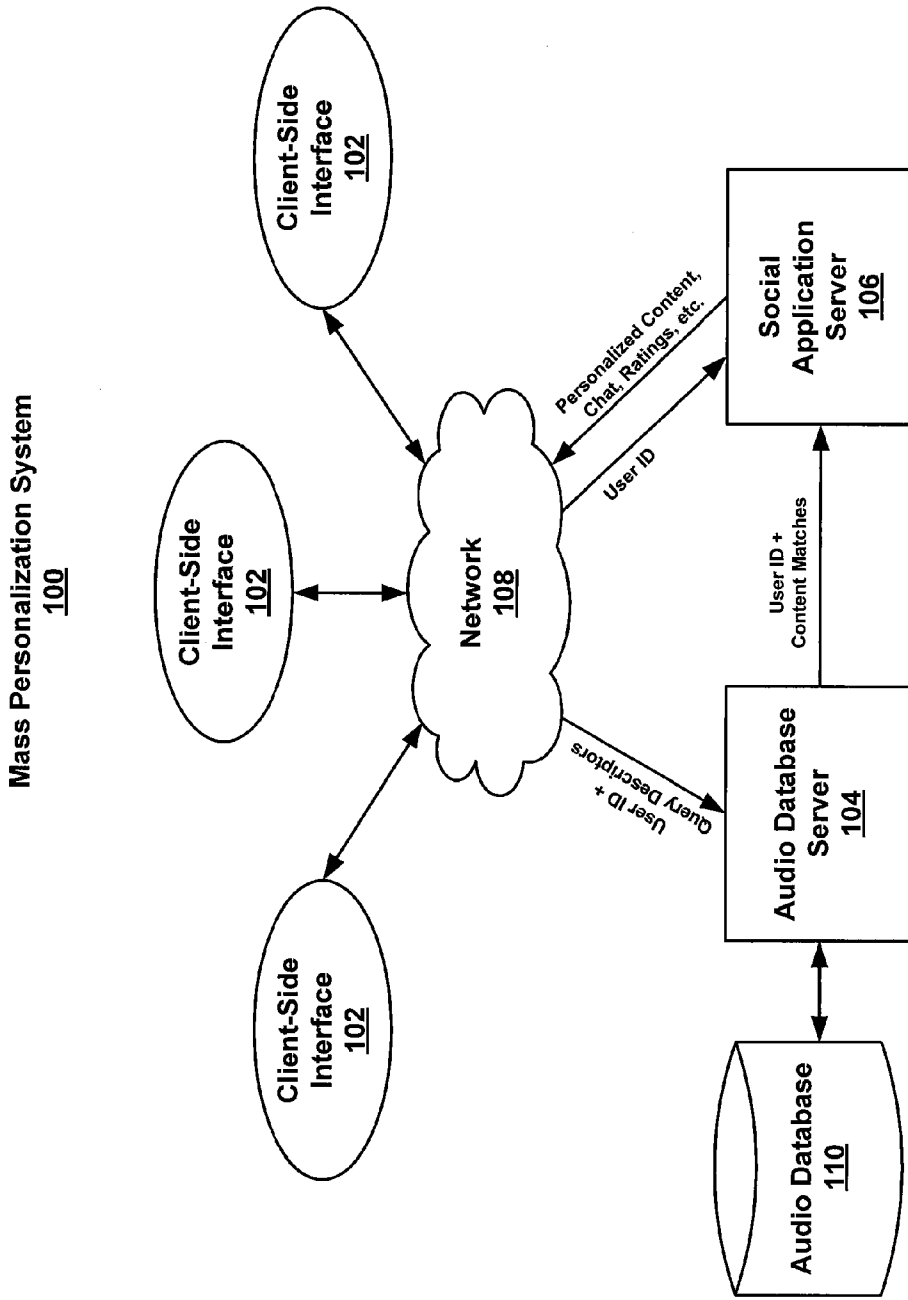 Mass Personalization System
100
Client-Side
Interface
102
Client-Side
Interface
102
Client-Side
Interface
102
Network
108
User ID +
Query Descriptors
User ID
Personalized Content,
Chat, Ratings, etc.
Audio Database
110
Audio Database
Server
104
User ID +
Content Matches
Social
Application
Server
106